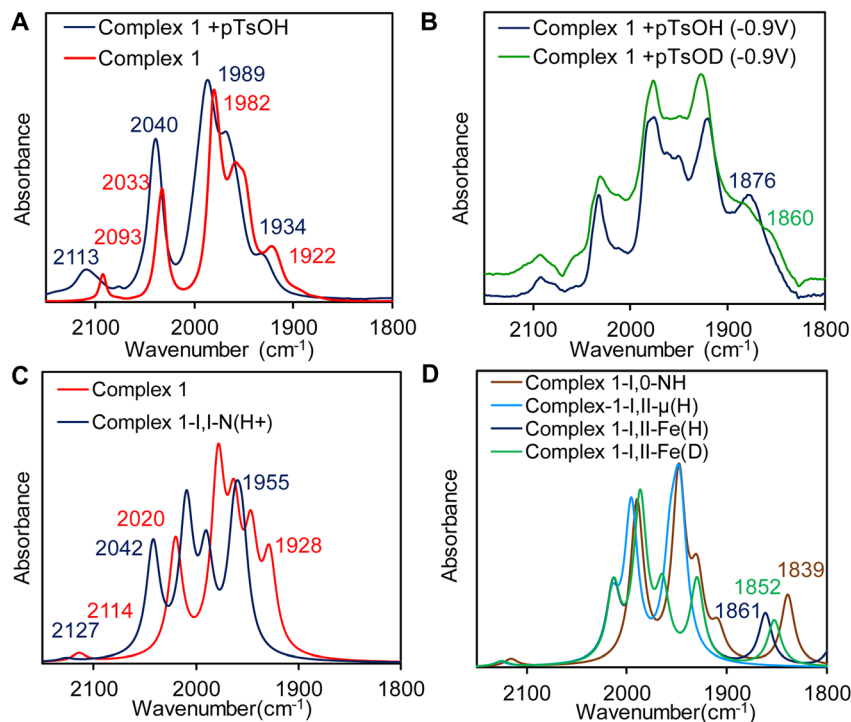 A
Complex 1 +pTsOH
Complex 1
1989
1982
2040
2033
2093
2113
1934
1922
Absorbance
2100
2000
1900
1800
Wavenumber (cm-1)
B
Complex 1 +pTsOH (-0.9V)
Complex 1 +pTsOD (-0.9V)
1876
1860
Absorbance
2100
2000
1900
1800
Wavenumber (cm-1)
C
Complex 1
Complex 1-I,I-N(H+)
1955
2020
2042
1928
2114
2127
Absorbance
2100
2000
1900
1800
Wavenumber(cm-1)
D
Complex 1-I,0-NH
Complex-1-I,II-μ(H)
Complex 1-I,II-Fe(H)
Complex 1-I,II-Fe(D)
1839
1852
1861
Absorbance
2100
2000
1900
1800
Wavenumber(cm-1)